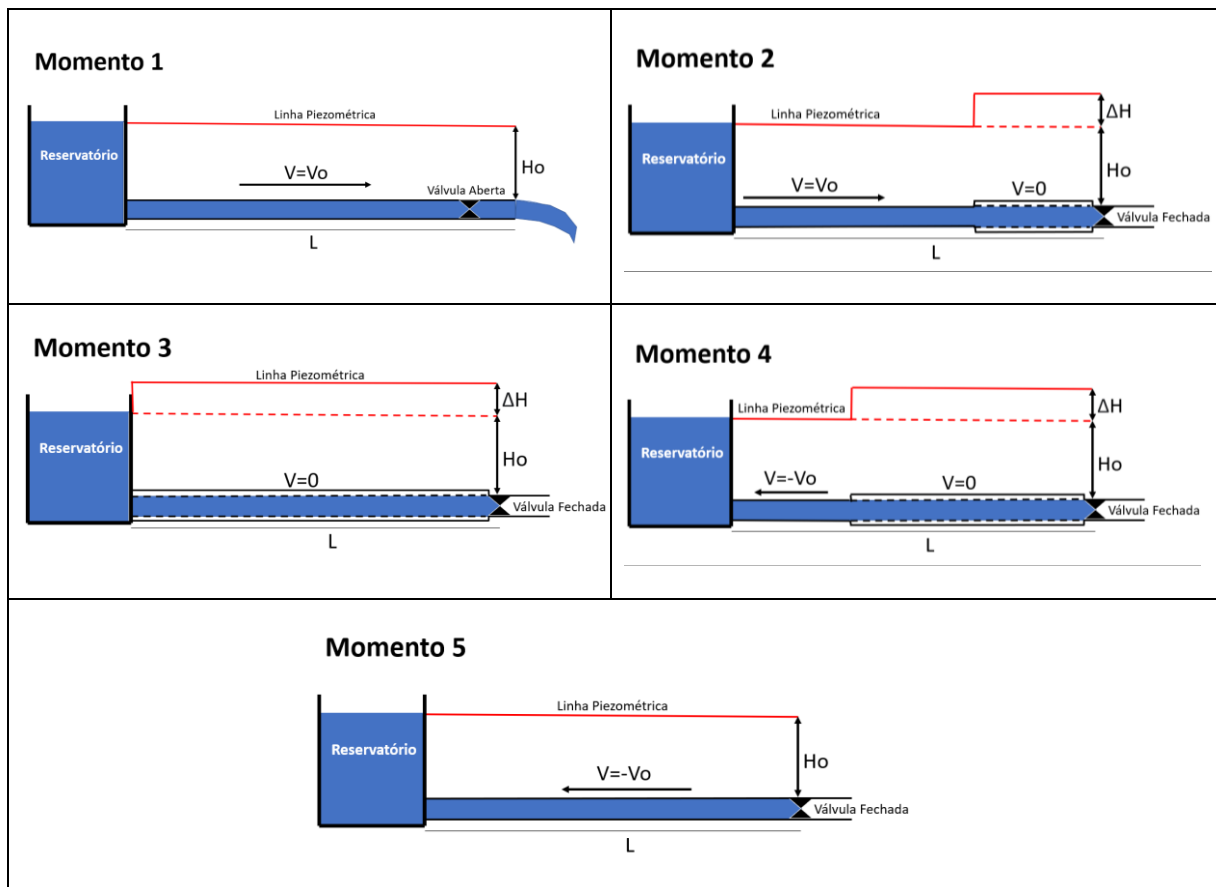 Momento 1
Linha Piezométrica
Reservatório
Ho
V=Vo
Válvula Aberta
L
Momento 2
ΔH
Linha Piezométrica
Reservatório
Ho
V=Vo
V=0
Válvula Fechada
L
Momento 3
Linha Piezométrica
ΔH
Reservatório
Ho
V=0
Válvula Fechada
L
Momento 4
ΔH
Linha Piezométrica
Reservatório
Ho
V=-Vo
V=0
Válvula Fechada
L
Momento 5
Linha Piezométrica
Reservatório
Ho
V=-Vo
Válvula Fechada
L